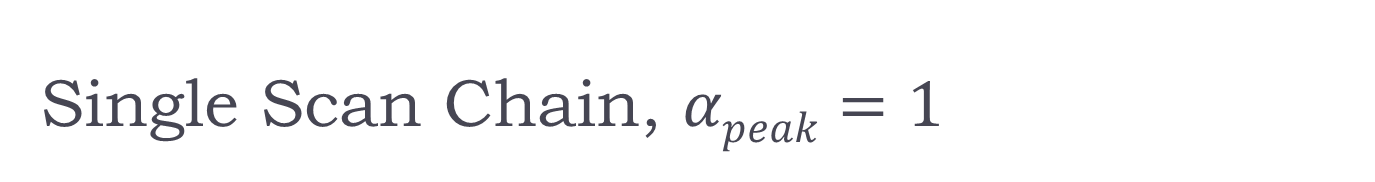 Single Scan Chain, α_peak = 1